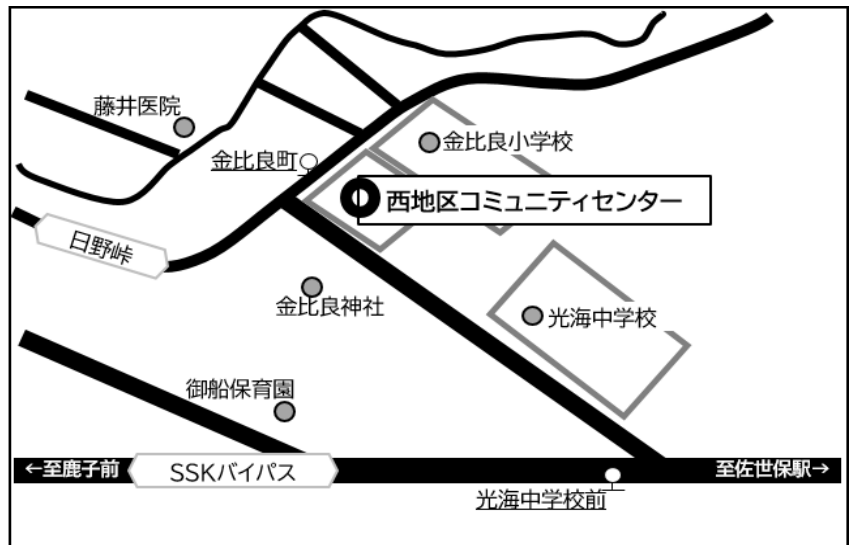 藤井医院
金比良町
金比良小学校
西地区コミュニティセンター
日野峠
金比良神社
光海中学校
御船保育園
←至鹿子前
SSKバイパス
至佐世保駅→
光海中学校前